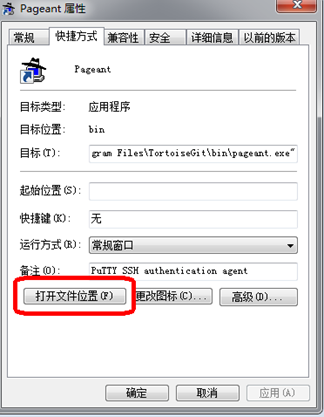 Pageant 属性
常规 快捷方式 兼容性 安全 详细信息 以前的版本
Pageant
目标类型: 应用程序
目标位置: bin
目标(T): gram Files\TortoiseGit\bin\pageant.exe"
起始位置(S):
快捷键(K): 无
运行方式(R): 常规窗口
备注(O): PuTTY SSH authentication agent
打开文件位置(F) 更改图标(C)... 高级(D)...
确定 取消 应用(A)